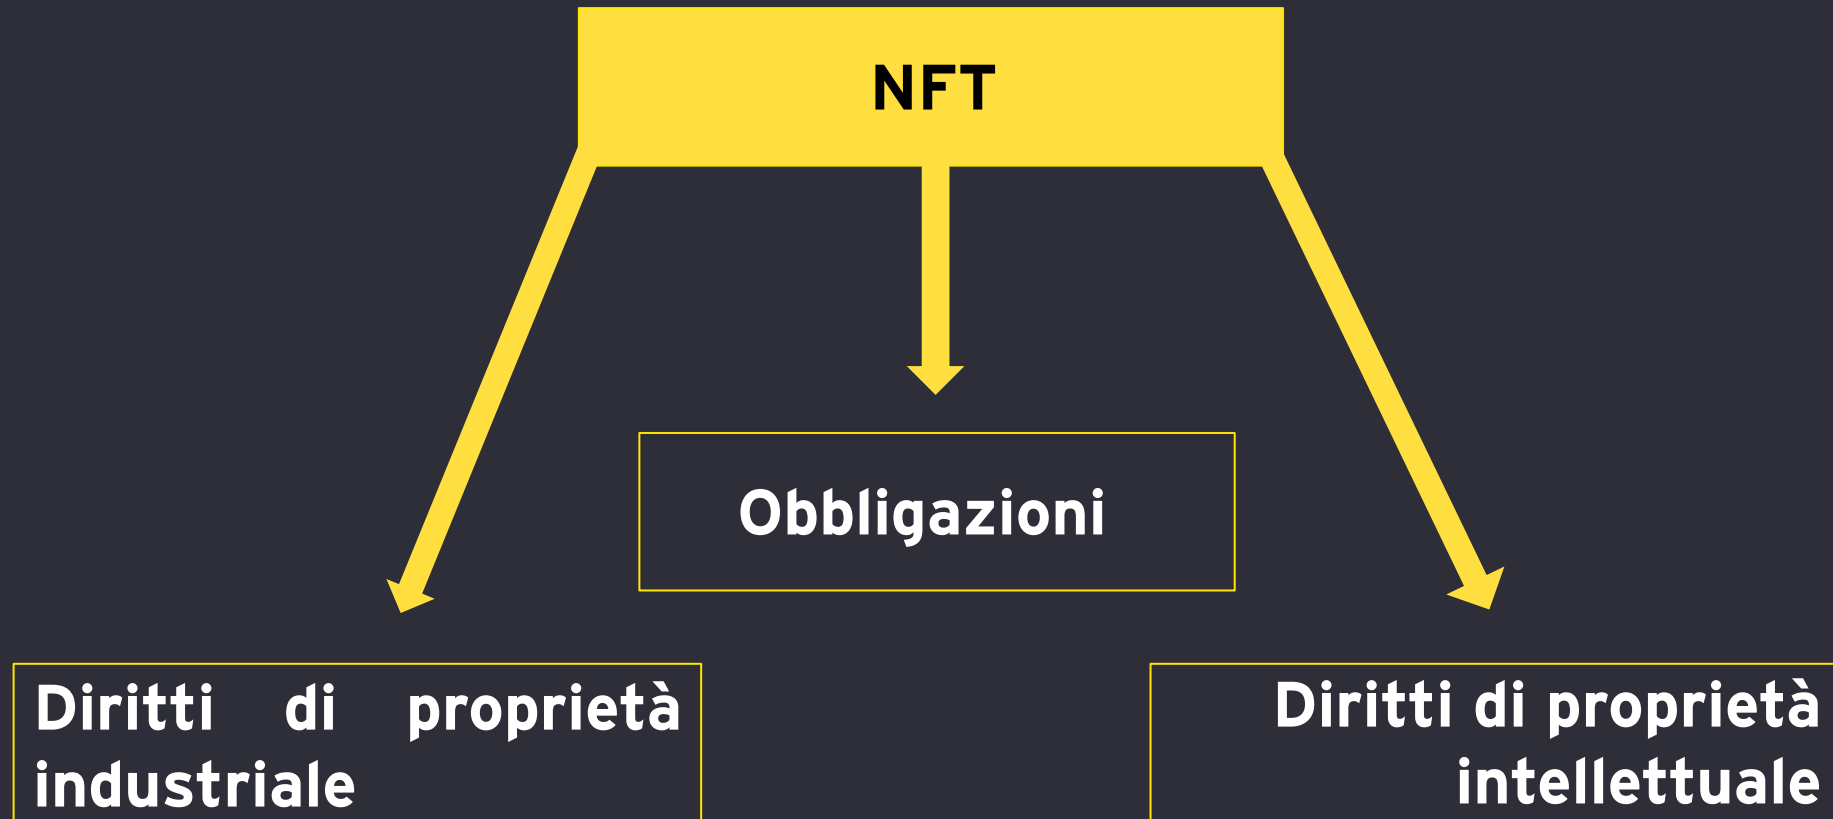 NFT
Obbligazioni
Diritti di proprietà
industriale
Diritti di proprietà
intellettuale